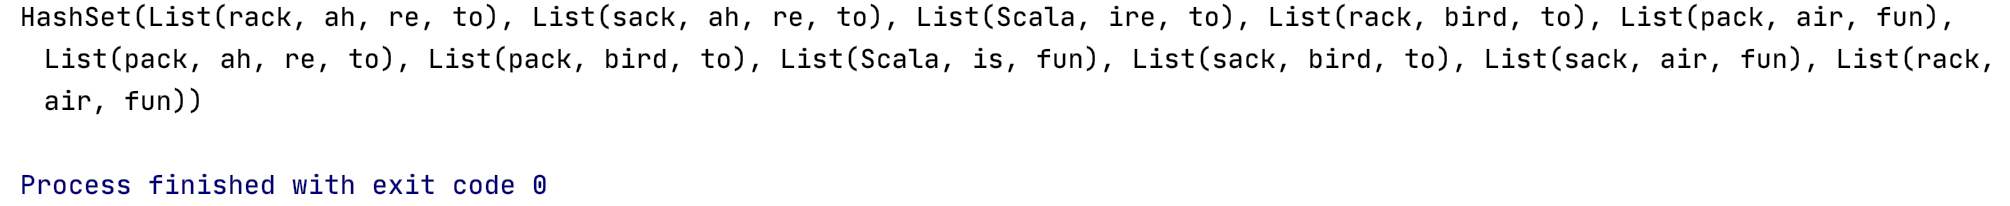 HashSet(List(rack, ah, re, to), List(sack, ah, re, to), List(Scala, ire, to), List(rack, bird, to), List(pack, air, fun),
List(pack, ah, re, to), List(pack, bird, to), List(Scala, is, fun), List(sack, bird, to), List(sack, air, fun), List(rack,
air, fun))
Process finished with exit code 0